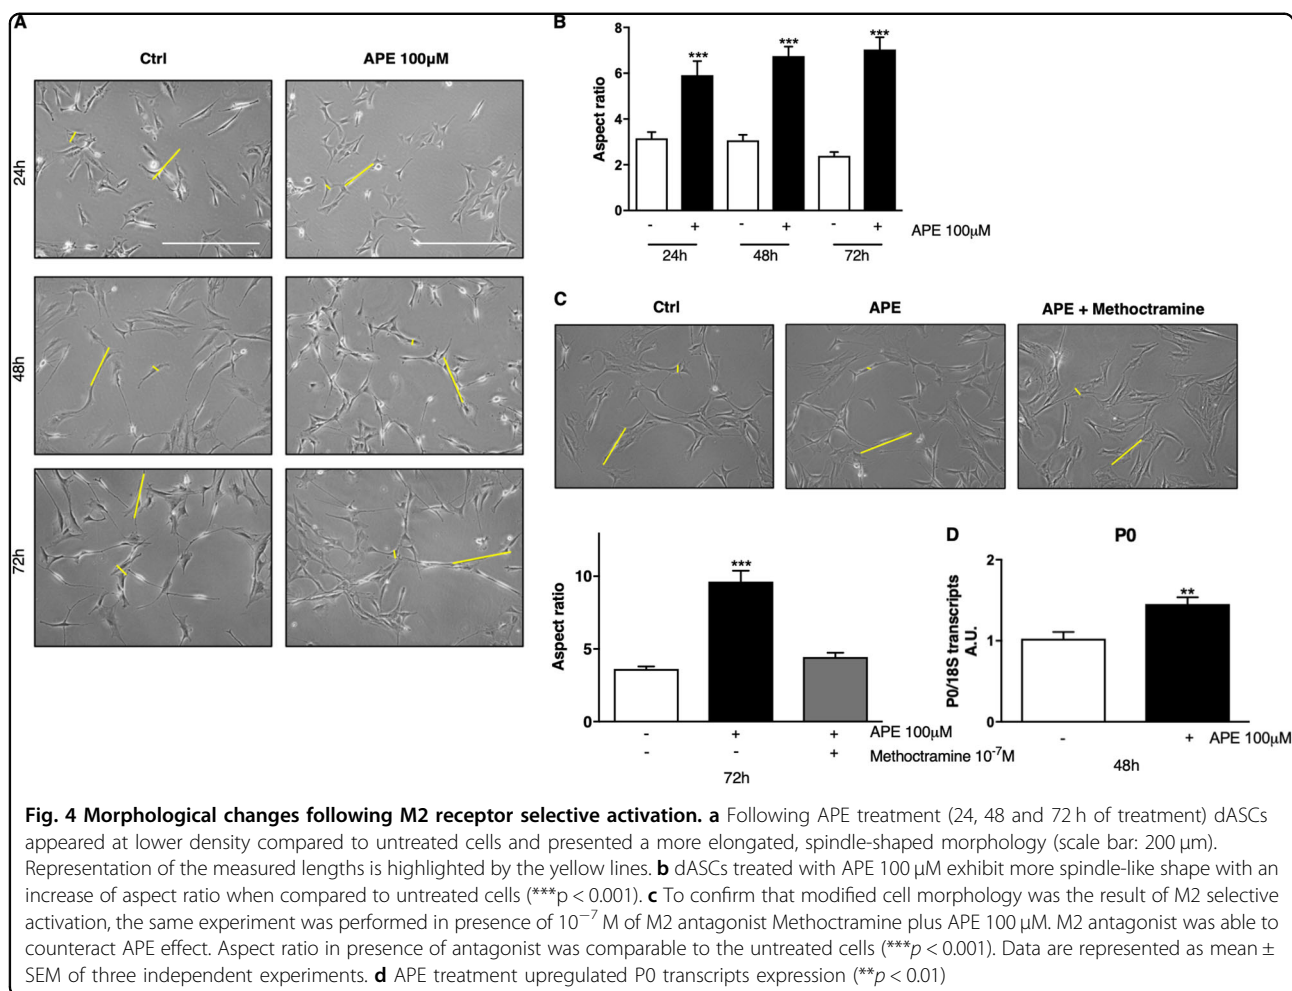 A
Ctrl
APE 100µM
24h
48h
72h
B
8
6
4
2
0
Aspect ratio
***
***
***
- + - + - +
APE 100µM
24h 48h 72h
C
Ctrl
APE
APE + Methoctramine
10
5
0
Aspect ratio
***
- + + APE 100µM
- - + Methoctramine 10⁻⁷M
72h
D
P0
2
1
0
P0/18S transcripts
A.U.
**
- + APE 100µM
48h
Fig. 4 Morphological changes following M2 receptor selective activation. a Following APE treatment (24, 48 and 72 h of treatment) dASCs
appeared at lower density compared to untreated cells and presented a more elongated, spindle-shaped morphology (scale bar: 200 µm).
Representation of the measured lengths is highlighted by the yellow lines. b dASCs treated with APE 100 µM exhibit more spindle-like shape with an
increase of aspect ratio when compared to untreated cells (***p < 0.001). c To confirm that modified cell morphology was the result of M2 selective
activation, the same experiment was performed in presence of 10⁻⁷ M of M2 antagonist Methoctramine plus APE 100 µM. M2 antagonist was able to
counteract APE effect. Aspect ratio in presence of antagonist was comparable to the untreated cells (***p < 0.001). Data are represented as mean ±
SEM of three independent experiments. d APE treatment upregulated P0 transcripts expression (**p < 0.01)